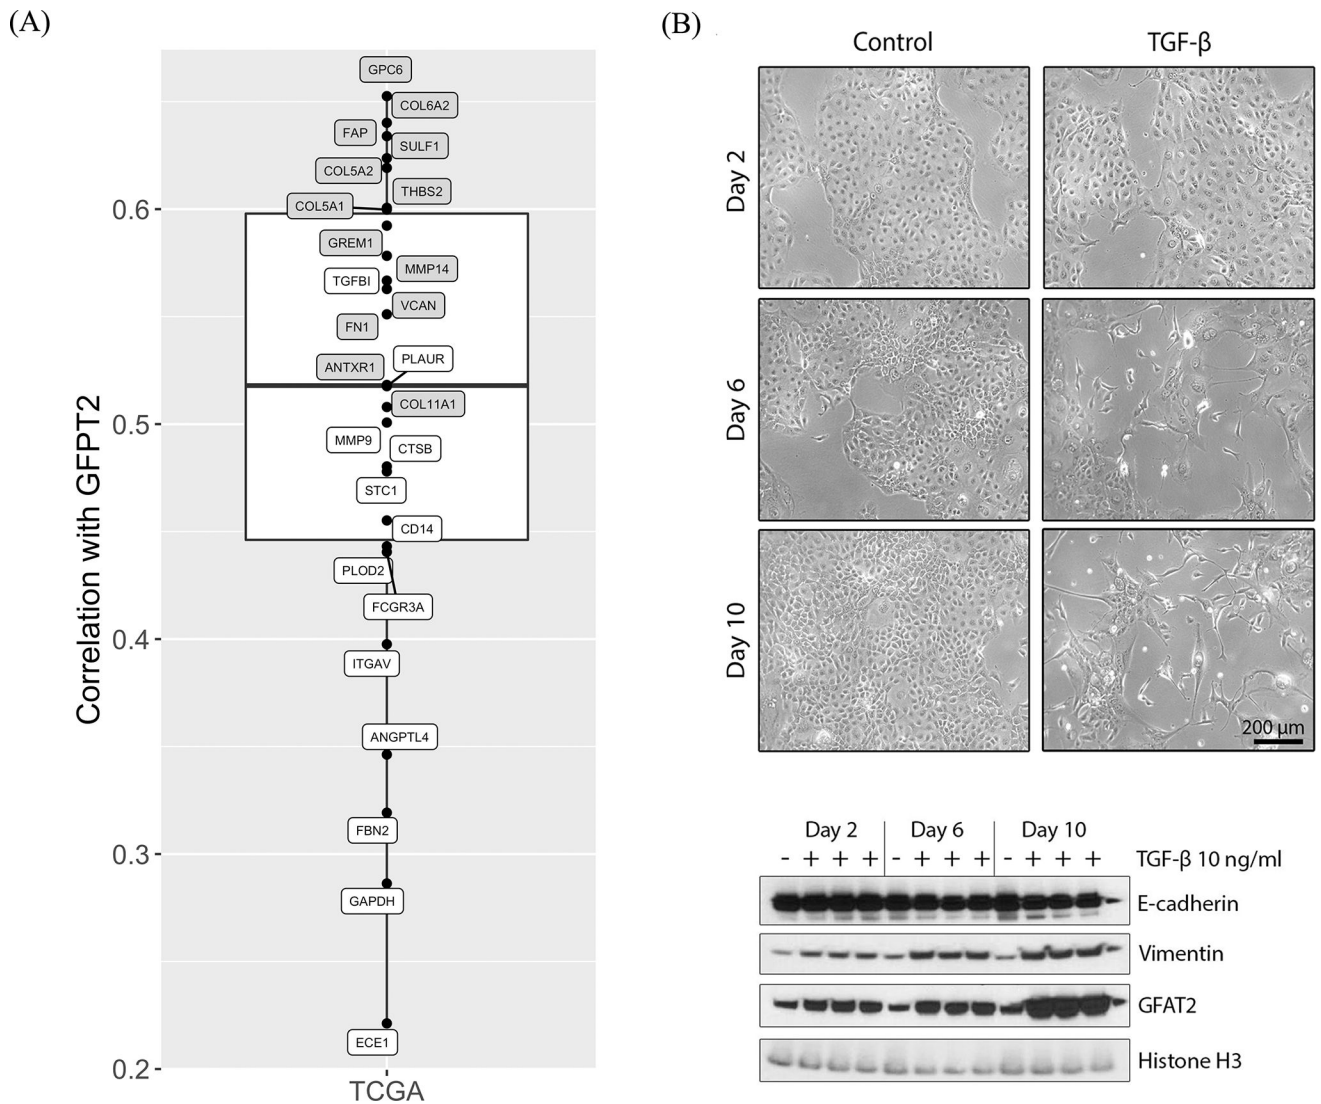 (A)
Correlation with GFPT2
0.6
0.5
0.4
0.3
0.2
GPC6
COL6A2
FAP
SULF1
COL5A2
THBS2
COL5A1
GREM1
MMP14
TGFBI
VCAN
FN1
PLAUR
ANTXR1
COL11A1
MMP9
CTSB
STC1
CD14
PLOD2
FCGR3A
ITGAV
ANGPTL4
FBN2
GAPDH
ECE1
TCGA
(B)
Control TGF-β
Day 2
Day 6
Day 10
200 µm
Day 2 Day 6 Day 10
- + + + - + + + - + + + TGF-β 10 ng/ml
E-cadherin
Vimentin
GFAT2
Histone H3